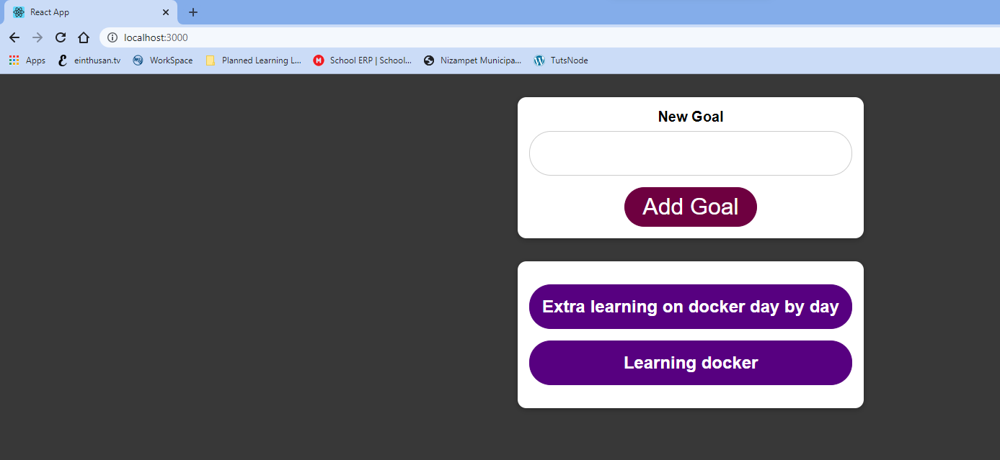 React App
localhost:3000
Apps einthusan.tv WorkSpace Planned Learning L... School ERP | School... Nizampet Municipa... TutsNode
New Goal
Add Goal
Extra learning on docker day by day
Learning docker